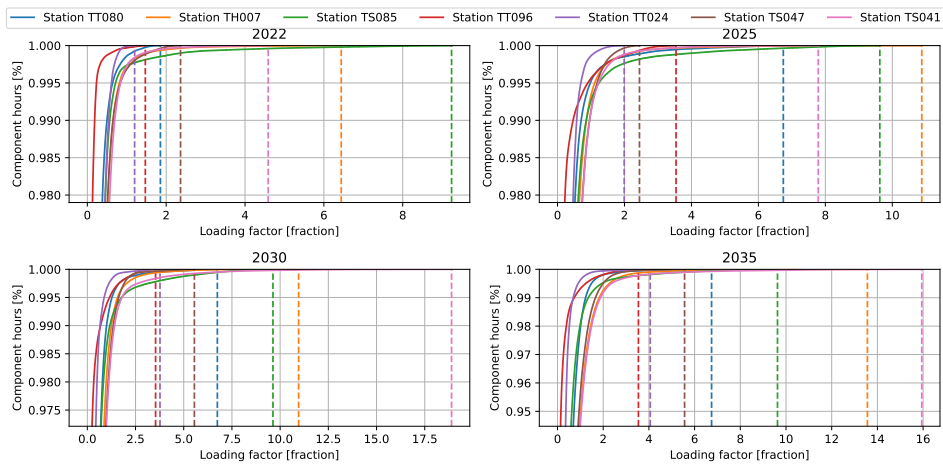 Station TT080 Station TH007 Station TS085 Station TT096 Station TT024 Station TS047 Station TS041
2022
Component hours [%]
1.000
0.995
0.990
0.985
0.980
0 2 4 6 8
Loading factor [fraction]
2025
Component hours [%]
1.000
0.995
0.990
0.985
0.980
0 2 4 6 8 10
Loading factor [fraction]
2030
Component hours [%]
1.000
0.995
0.990
0.985
0.980
0.975
0.0 2.5 5.0 7.5 10.0 12.5 15.0 17.5
Loading factor [fraction]
2035
Component hours [%]
1.00
0.99
0.98
0.97
0.96
0.95
0 2 4 6 8 10 12 14 16
Loading factor [fraction]